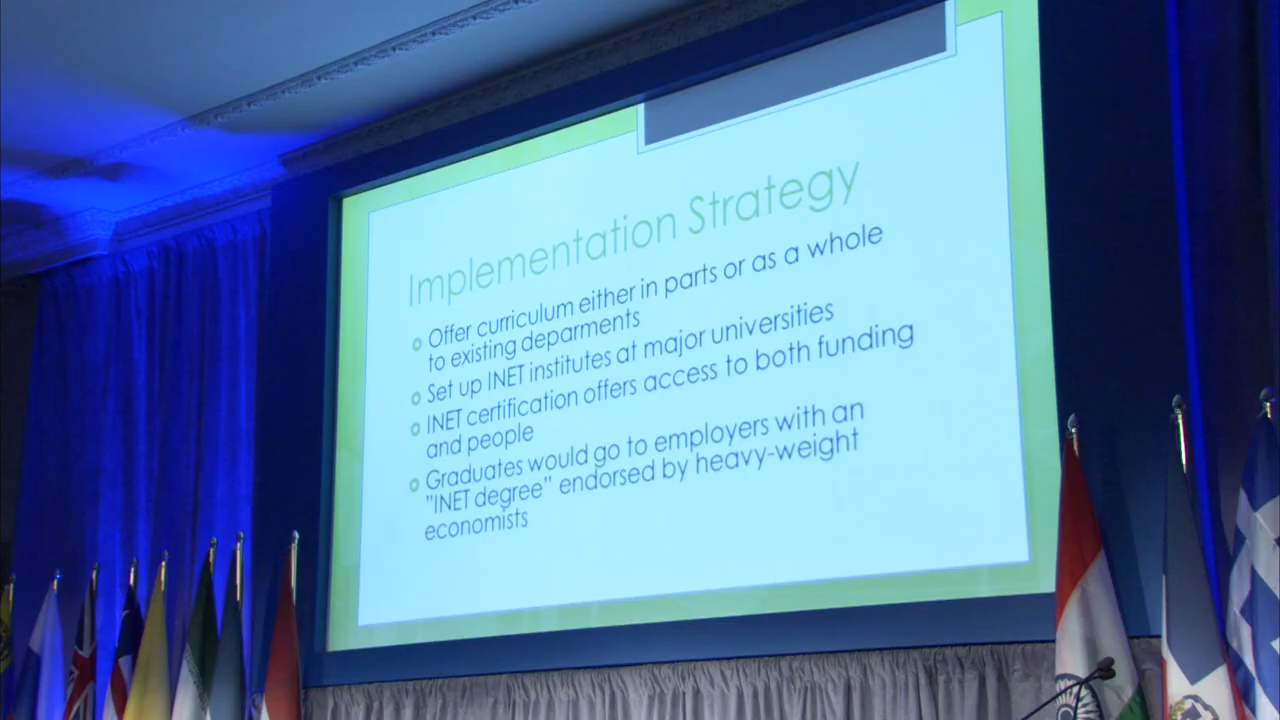 Implementation Strategy
Offer curriculum either in parts or as a whole
to existing deparments
Set up INET institutes at major universities
INET certification offers access to both funding
and people
Graduates would go to employers with an
"INET degree" endorsed by heavy-weight
economists